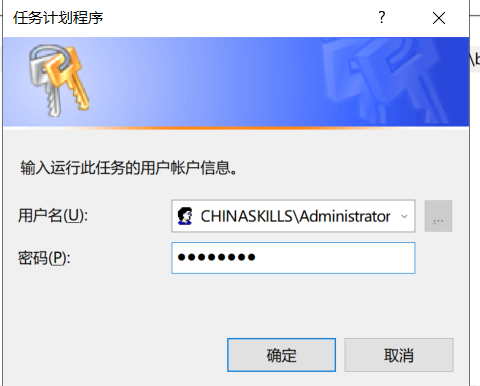 任务计划程序
?
\b
输入运行此任务的用户帐户信息。
用户名(U):
CHINASKILLS\Administrator
...
密码(P):
●●●●●●●●
确定
取消